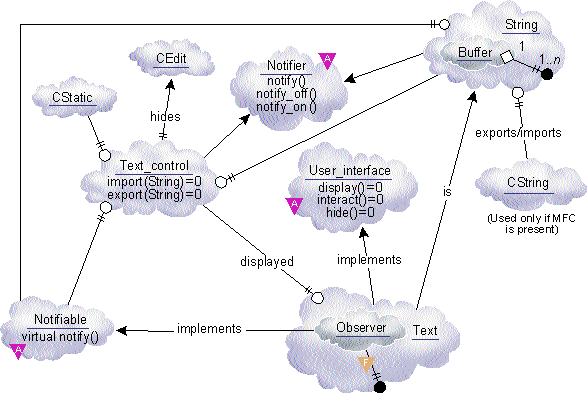 String
Buffer
1
1..n
CEdit
Notifier
A
notify()
notify_off()
notify_on()
CStatic
hides
exports/imports
Text_control
import(String)=0
export(String)=0
User_interface
display()=0
interact()=0
hide()=0
A
CString
(Used only if MFC
is present)
is
displayed
implements
Notifiable
virtual notify()
A
implements
Observer
Text
F